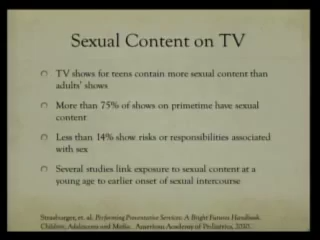 Sexual Content on TV
TV shows for teens contain more sexual content than
adults' shows
More than 75% of shows on primetime have sexual
content
Less than 14% show risks or responsibilities associated
with sex
Several studies link exposure to sexual content at a
young age to earlier onset of sexual intercourse
Strasburger, et. al: Performing Preventative Services: A Bright Futures Handbook.
Children, Adolescents and Media. American Academy of Pediatrics, 2010.